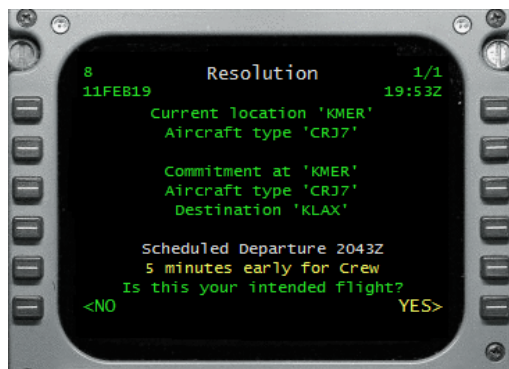 8 Resolution 1/1
11FEB19 19:53Z
Current location 'KMER'
Aircraft type 'CRJ7'
Commitment at 'KMER'
Aircraft type 'CRJ7'
Destination 'KLAX'
Scheduled Departure 2043Z
5 minutes early for Crew
Is this your intended flight?
<NO YES>